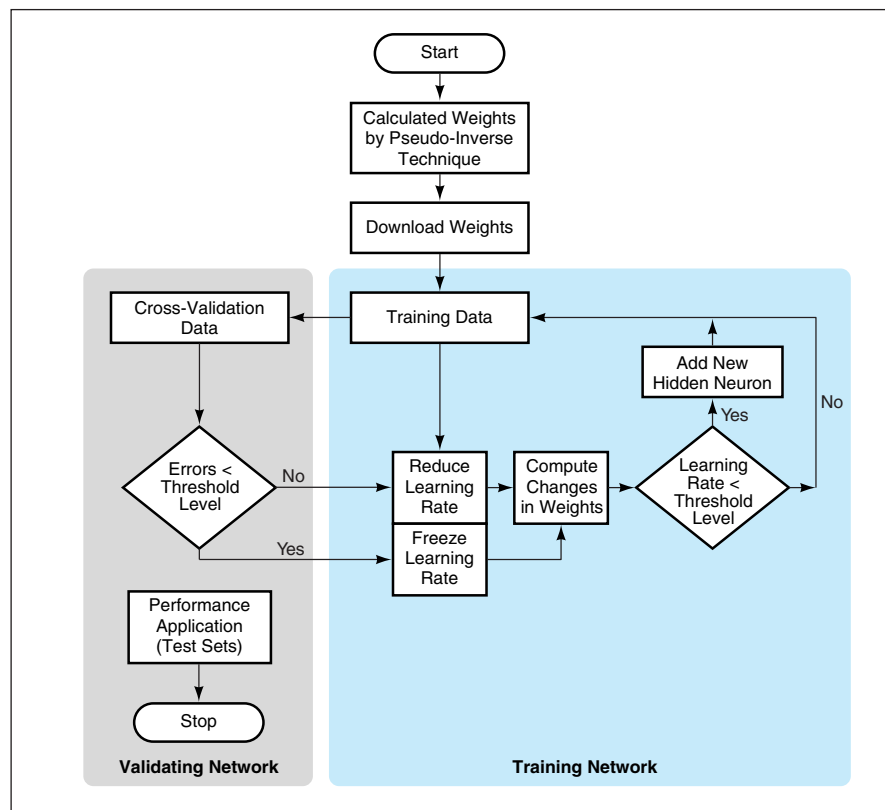 Start
Calculated Weights
by Pseudo-Inverse
Technique
Download Weights
Cross-Validation
Data
Training Data
Add New
Hidden Neuron
No
Yes
Errors <
Threshold
Level
No
Reduce
Learning
Rate
Compute
Changes
in Weights
Learning
Rate <
Threshold
Level
Yes
Freeze
Learning
Rate
Performance
Application
(Test Sets)
Stop
Validating Network
Training Network